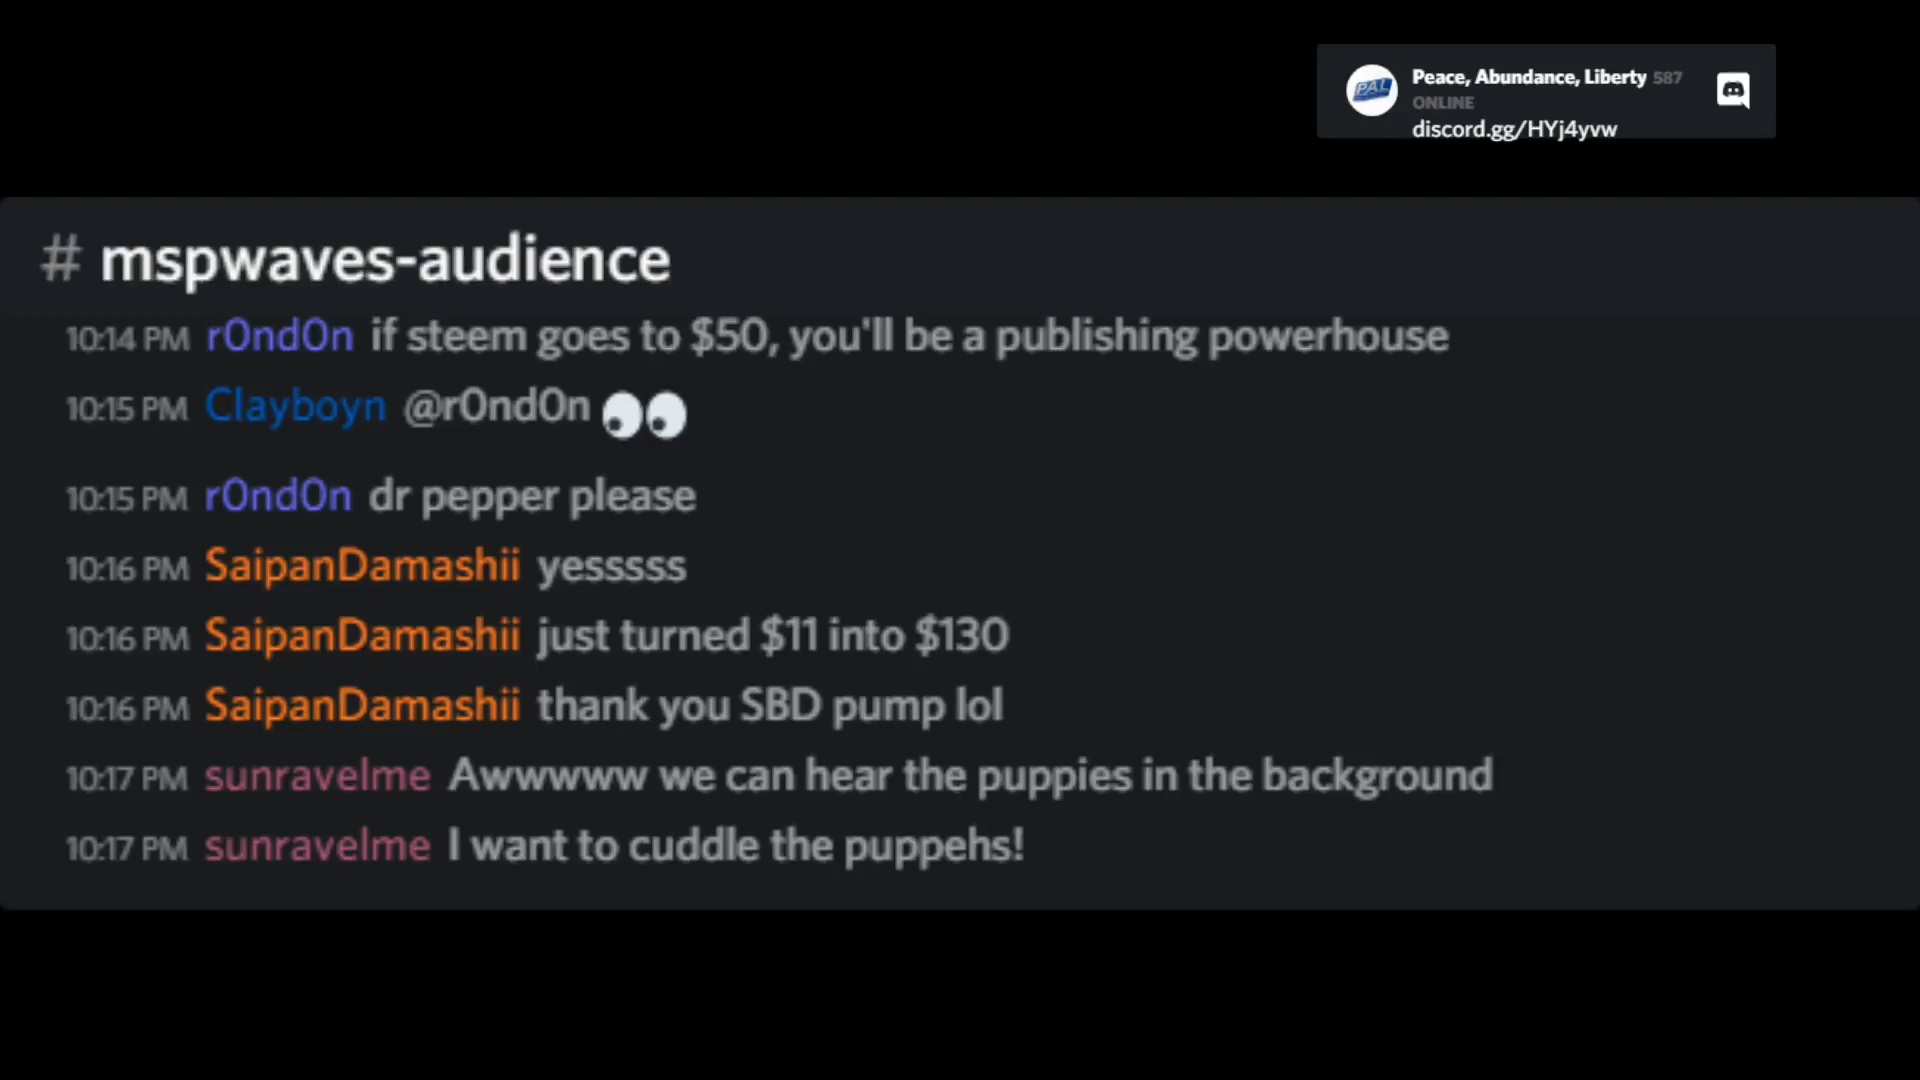 PAL
Peace, Abundance, Liberty 587
ONLINE
discord.gg/HYj4yvw
# mspwaves-audience
10:14 PM r0nd0n if steem goes to $50, you'll be a publishing powerhouse
10:15 PM Clayboyn @r0nd0n 👀
10:15 PM r0nd0n dr pepper please
10:16 PM SaipanDamashii yesssss
10:16 PM SaipanDamashii just turned $11 into $130
10:16 PM SaipanDamashii thank you SBD pump lol
10:17 PM sunravelme Awwwww we can hear the puppies in the background
10:17 PM sunravelme I want to cuddle the puppehs!